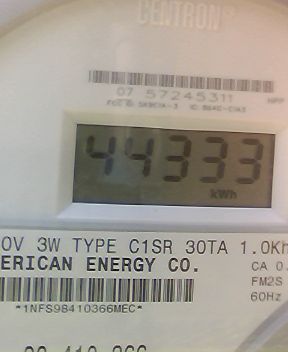 CENTRON
07 57245311
44333
kWh
0V 3W TYPE C1SR 30TA 1.0Kh
ERICAN ENERGY CO.
CA 0.
FM2S
60Hz
*1NFS98410366MEC*